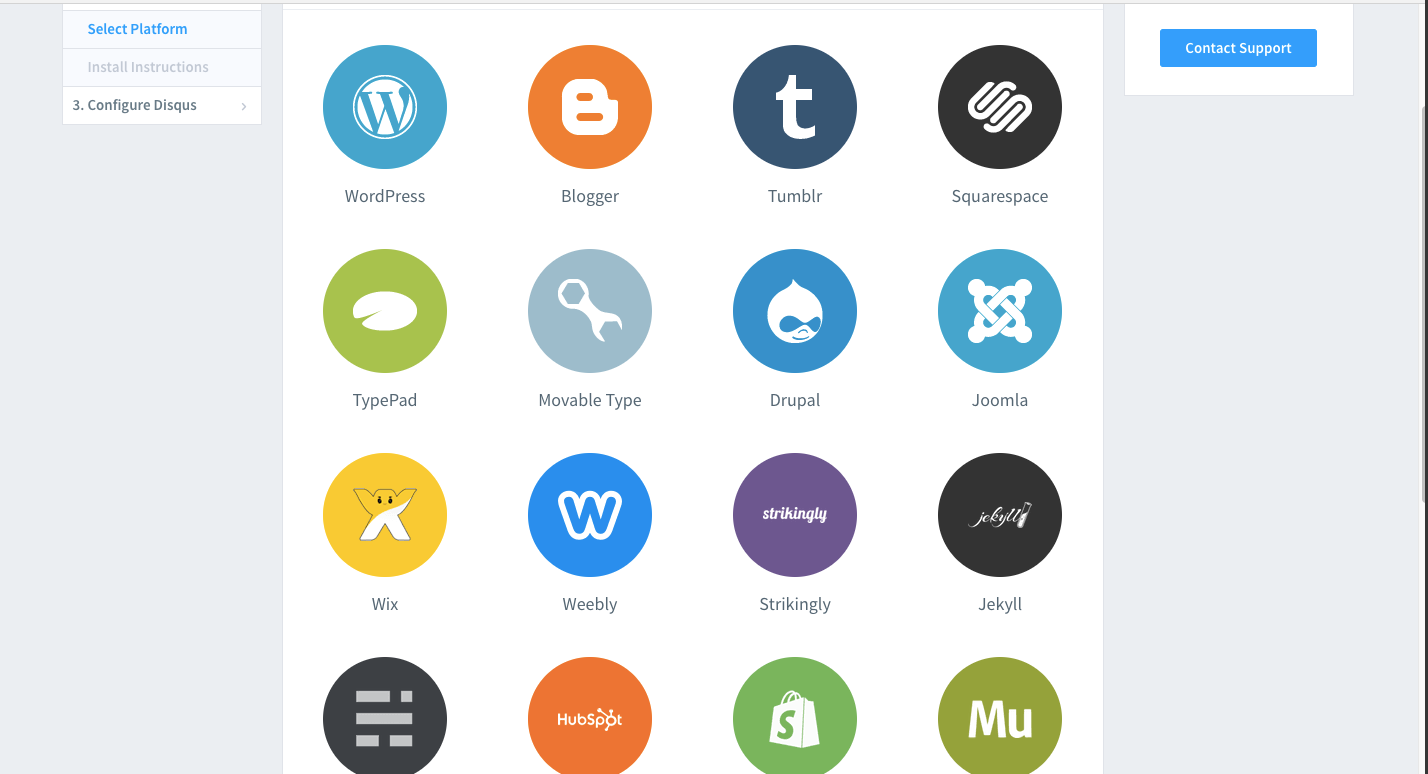 Select Platform
Install Instructions
3. Configure Disqus
Contact Support
WordPress
Blogger
Tumblr
Squarespace
TypePad
Movable Type
Drupal
Joomla
strikingly
jekyll
Wix
Weebly
Strikingly
Jekyll
HubSpot
S
Mu